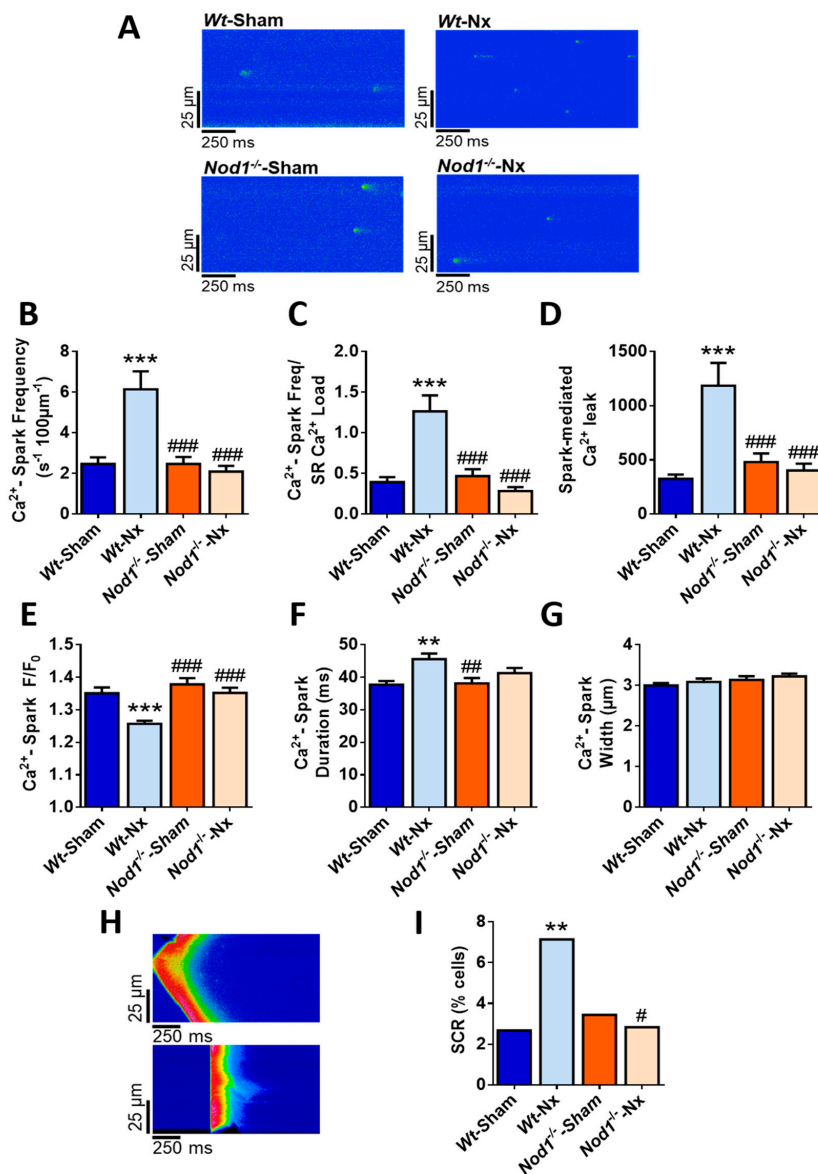 A
Wt-Sham
Wt-Nx
25 µm
250 ms
25 µm
250 ms
Nod1-/--Sham
Nod1-/--Nx
25 µm
250 ms
25 µm
250 ms
B
Ca2+- Spark Frequency
(s-1 100µm-1)
8
6
4
2
0
***
###
###
Wt-Sham
Wt-Nx
Nod1-/--Sham
Nod1-/--Nx
C
Ca2+- Spark Freq/
SR Ca2+ Load
2.0
1.5
1.0
0.5
0.0
***
###
###
Wt-Sham
Wt-Nx
Nod1-/--Sham
Nod1-/--Nx
D
Spark-mediated
Ca2+ leak
1500
1000
500
0
***
###
###
Wt-Sham
Wt-Nx
Nod1-/--Sham
Nod1-/--Nx
E
Ca2+- Spark F/F0
1.5
1.4
1.3
1.2
1.1
1.0
***
###
###
Wt-Sham
Wt-Nx
Nod1-/--Sham
Nod1-/--Nx
F
Ca2+- Spark
Duration (ms)
50
40
30
20
10
0
**
##
Wt-Sham
Wt-Nx
Nod1-/--Sham
Nod1-/--Nx
G
Ca2+- Spark
Width (µm)
4
3
2
1
0
Wt-Sham
Wt-Nx
Nod1-/--Sham
Nod1-/--Nx
H
25 µm
250 ms
25 µm
250 ms
I
SCR (% cells)
8
6
4
2
0
**
#
Wt-Sham
Wt-Nx
Nod1-/--Sham
Nod1-/--Nx